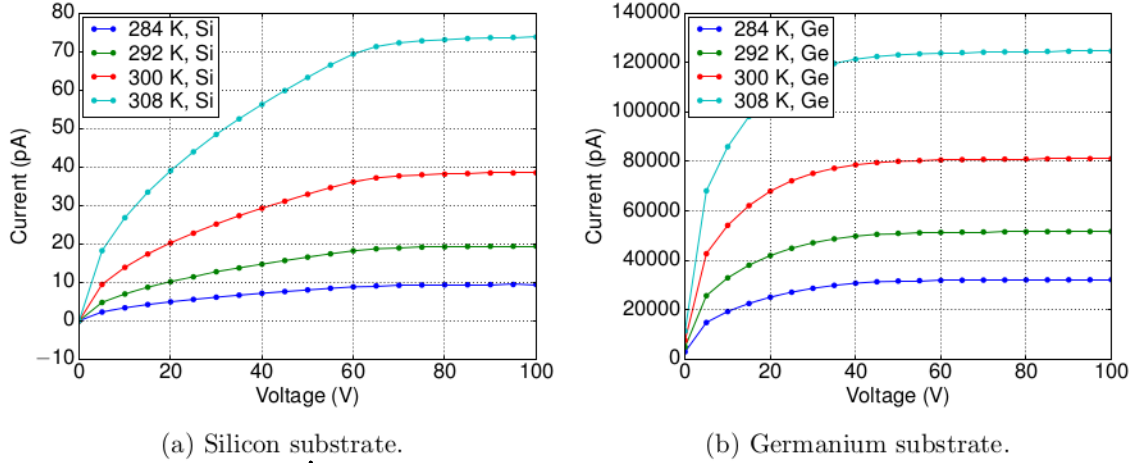 80
70
60
50
40
30
20
10
0
−10
Current (pA)
284 K, Si
292 K, Si
300 K, Si
308 K, Si
0 20 40 60 80 100
Voltage (V)
(a) Silicon substrate.
140000
120000
100000
80000
60000
40000
20000
0
Current (pA)
284 K, Ge
292 K, Ge
300 K, Ge
308 K, Ge
0 20 40 60 80 100
Voltage (V)
(b) Germanium substrate.